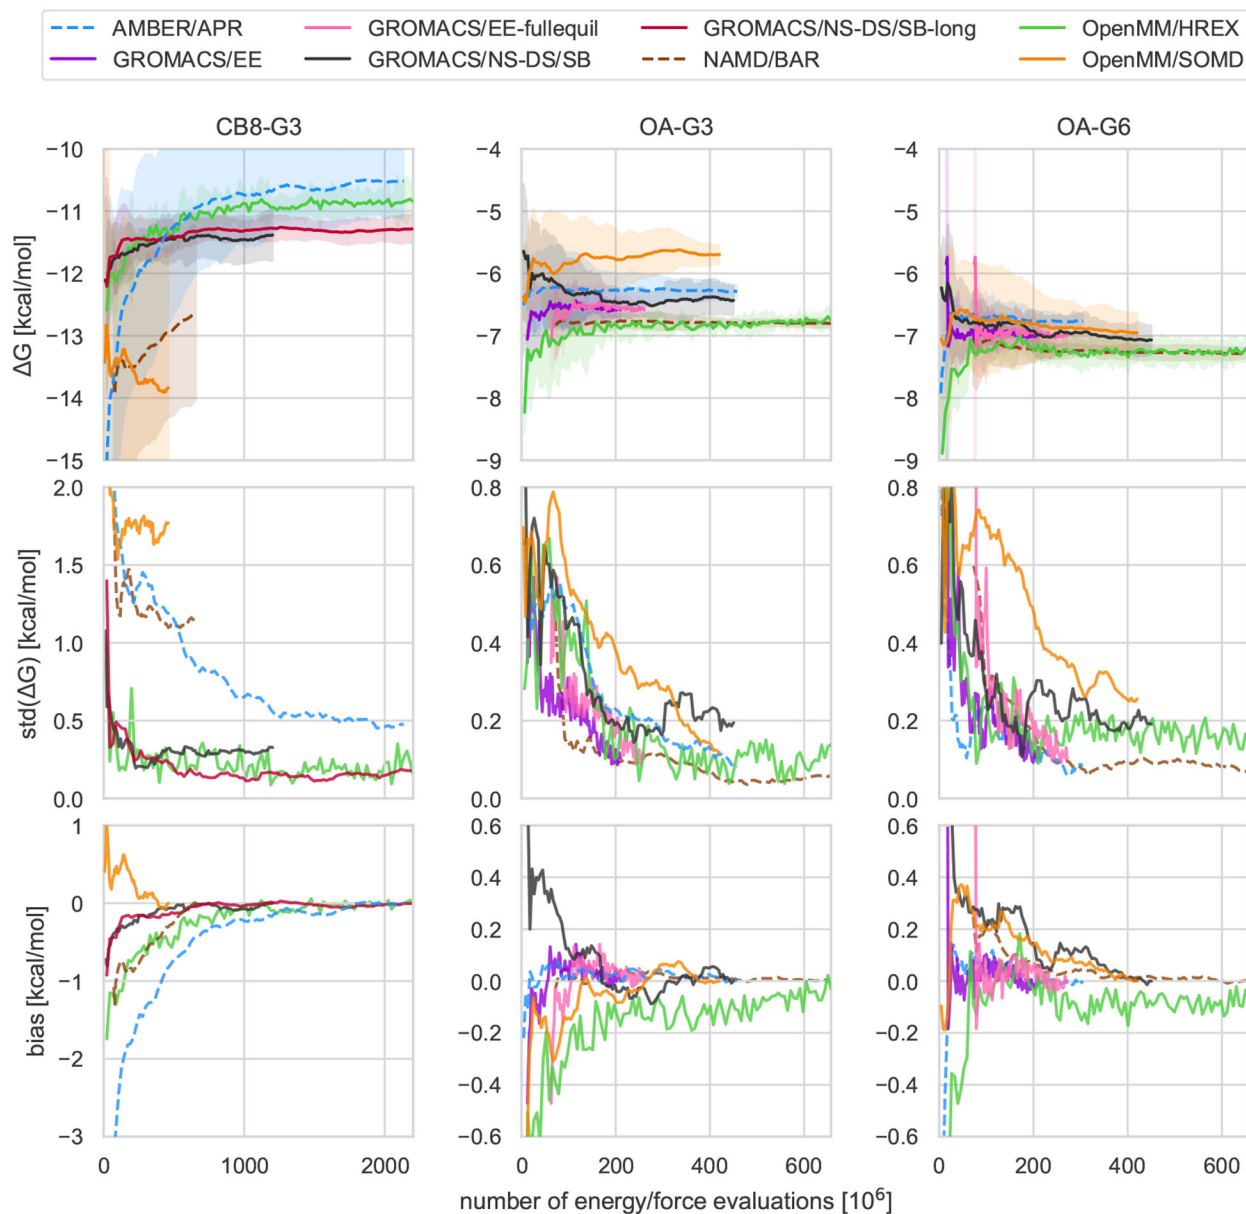 AMBER/APR GROMACS/EE-fullequil GROMACS/NS-DS/SB-long OpenMM/HREX
GROMACS/EE GROMACS/NS-DS/SB NAMD/BAR OpenMM/SOMD
CB8-G3 OA-G3 OA-G6
ΔG [kcal/mol]
−10 −4 −4
−11 −5 −5
−12 −6 −6
−13 −7 −7
−14 −8 −8
−15 −9 −9
std(ΔG) [kcal/mol]
2.0 0.8 0.8
1.5 0.6 0.6
1.0 0.4 0.4
0.5 0.2 0.2
0.0 0.0 0.0
bias [kcal/mol]
1 0.6 0.6
0.4 0.4
0 0.2 0.2
−1 0.0 0.0
−0.2 −0.2
−2 −0.4 −0.4
−3 −0.6 −0.6
0 1000 2000 0 200 400 600 0 200 400 600
number of energy/force evaluations [10⁶]